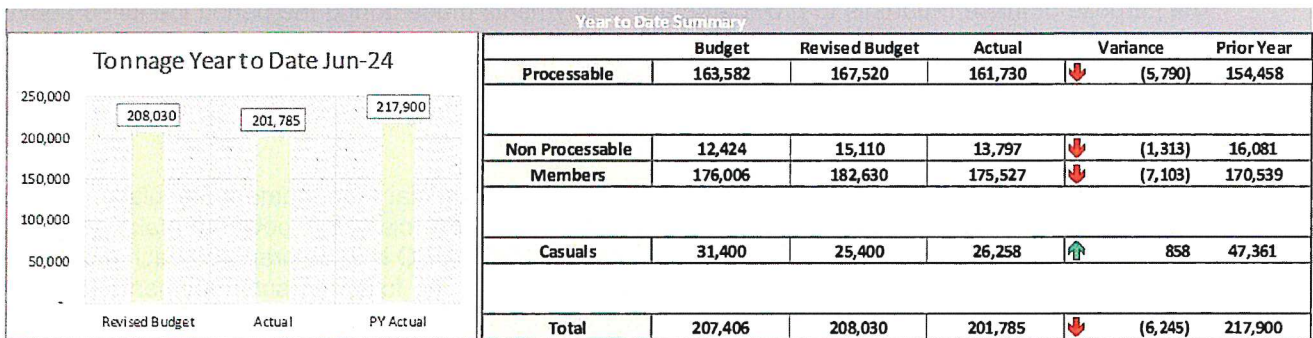 Year to Date Summary
Tonnage Year to Date Jun-24
250,000
200,000
150,000
100,000
50,000
-
208,030
201,785
217,900
Revised Budget Actual PY Actual
Budget Revised Budget Actual Variance Prior Year
Processable 163,582 167,520 161,730 (5,790) 154,458
Non Processable 12,424 15,110 13,797 (1,313) 16,081
Members 176,006 182,630 175,527 (7,103) 170,539
Casuals 31,400 25,400 26,258 858 47,361
Total 207,406 208,030 201,785 (6,245) 217,900